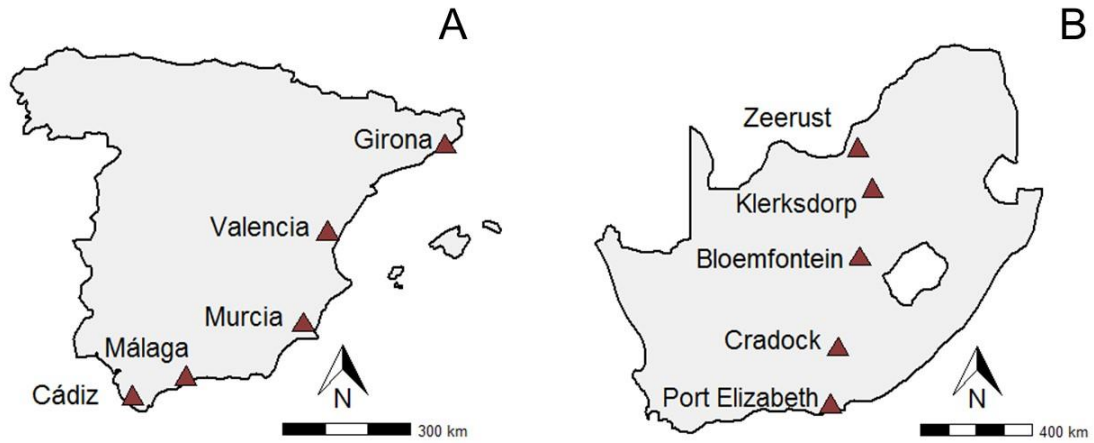 A
Girona
Valencia
Murcia
Málaga
Cádiz
N
300 km
B
Zeerust
Klerksdorp
Bloemfontein
Cradock
Port Elizabeth
N
400 km